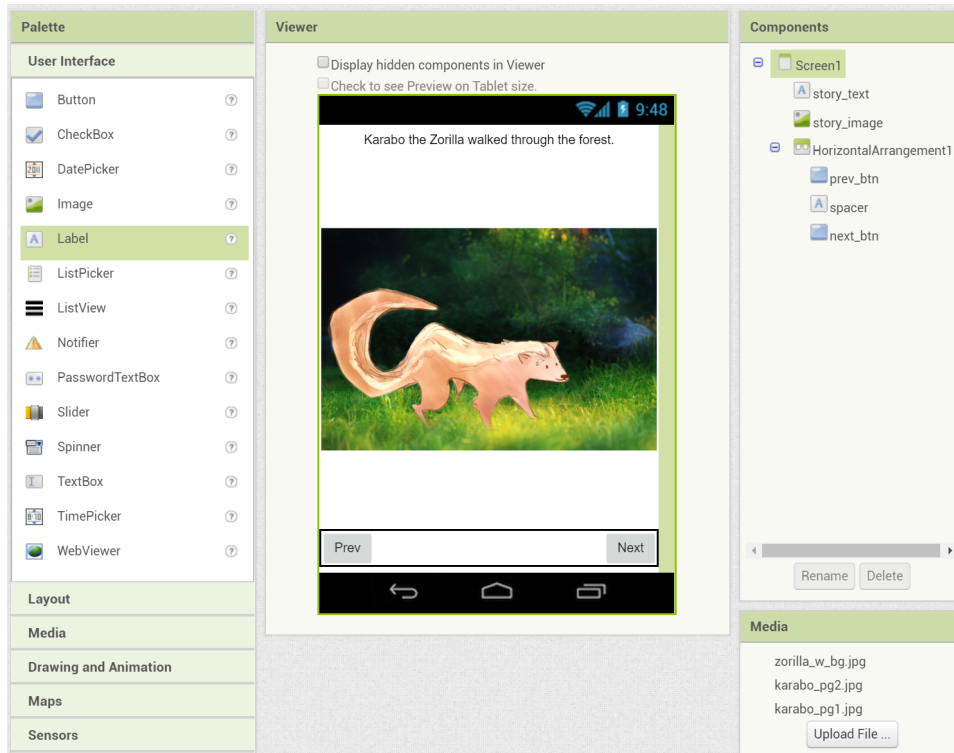 Palette
User Interface
Button
CheckBox
DatePicker
Image
Label
ListPicker
ListView
Notifier
PasswordTextBox
Slider
Spinner
TextBox
TimePicker
WebViewer
Layout
Media
Drawing and Animation
Maps
Sensors
Viewer
Display hidden components in Viewer
Check to see Preview on Tablet size.
9:48
Karabo the Zorilla walked through the forest.
Prev Next
Components
Screen1
story_text
story_image
HorizontalArrangement1
prev_btn
spacer
next_btn
Rename Delete
Media
zorilla_w_bg.jpg
karabo_pg2.jpg
karabo_pg1.jpg
Upload File ...